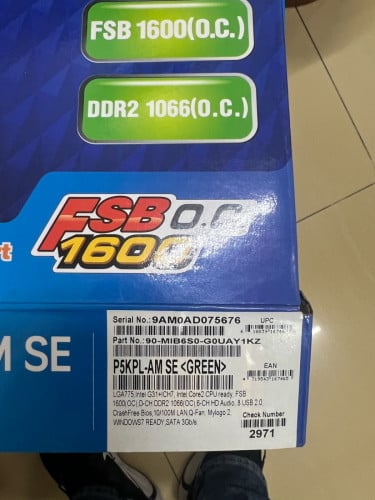 FSB 1600(O.C.)
DDR2 1066(O.C.)
t
FSB O.C.
1600
M SE
Serial No.:9AM0AD075676 UPC
Part No.:90-MIB6S0-G0UAY1KZ
P5KPL-AM SE <GREEN>
EAN
LGA775,Intel G31+ICH7, Intel Core2 CPU ready, FSB
1600(OC),D-CH DDR2 1066(OC),6-CH HD Audio, 8 USB 2.0,
CrashFree Bios,10/100M LAN,Q-Fan, Mylogo 2,
WINDOWS7 READY,SATA 3Gb/s
Check Number
2971